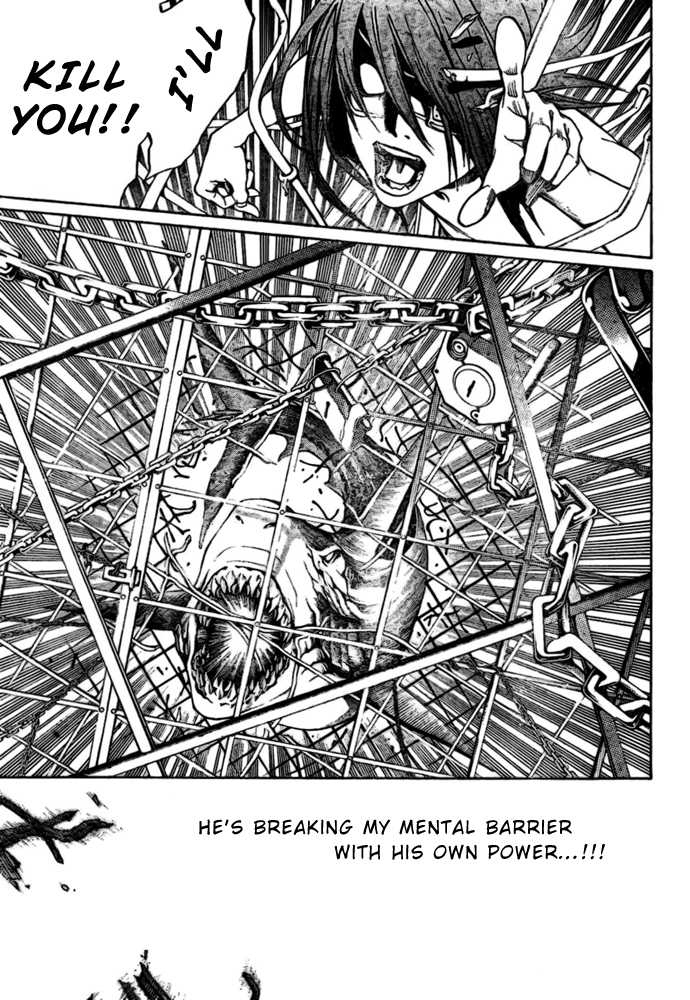 I'LL
KILL
YOU!!
HE'S BREAKING MY MENTAL BARRIER
WITH HIS OWN POWER...!!!